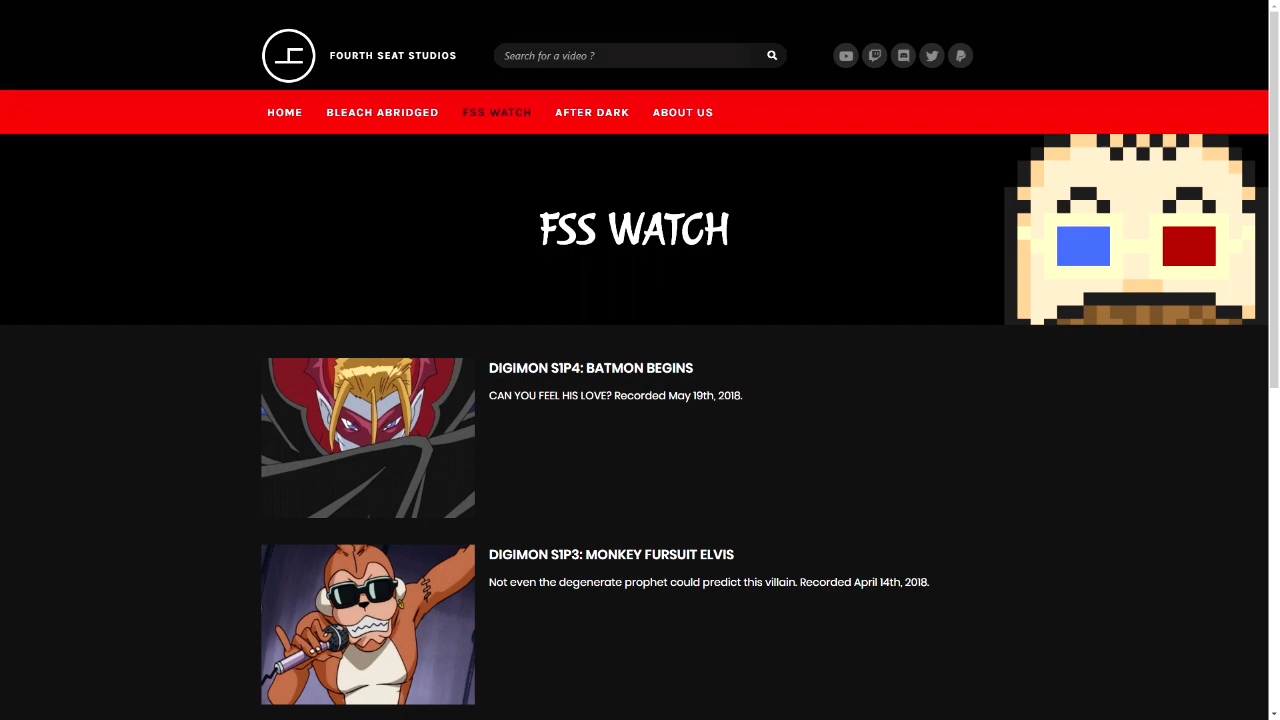 FOURTH SEAT STUDIOS
Search for a video ?
HOME
BLEACH ABRIDGED
FSS WATCH
AFTER DARK
ABOUT US
FSS WATCH
DIGIMON S1P4: BATMON BEGINS
CAN YOU FEEL HIS LOVE? Recorded May 19th, 2018.
DIGIMON S1P3: MONKEY FURSUIT ELVIS
Not even the degenerate prophet could predict this villain. Recorded April 14th, 2018.